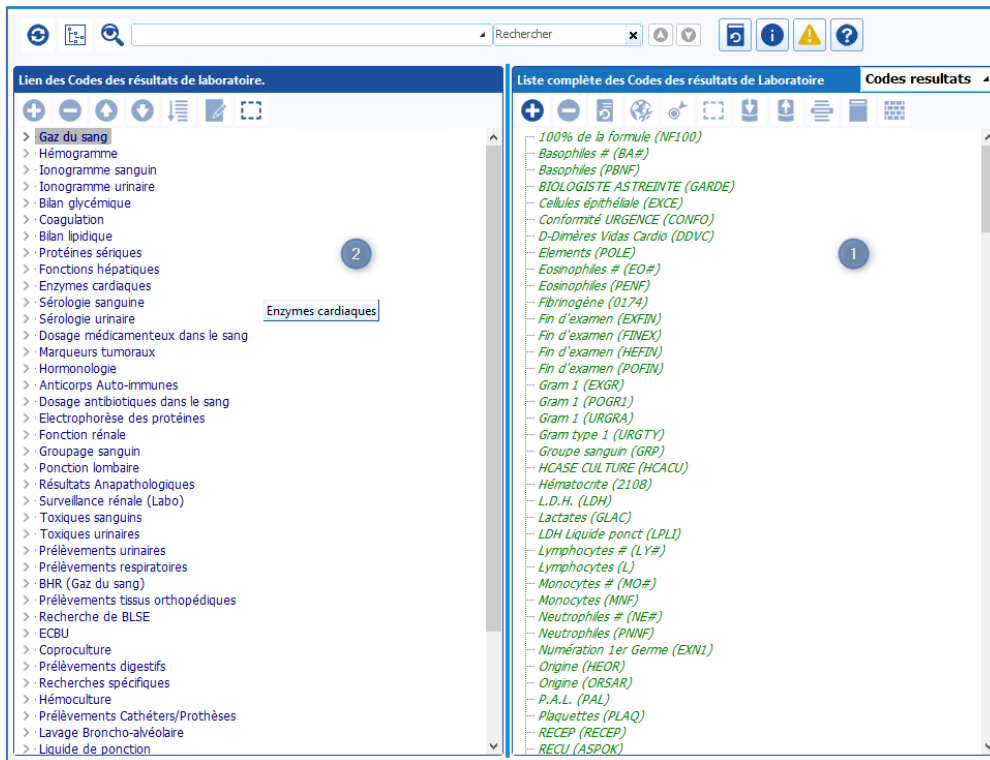 Rechercher
Lien des Codes des résultats de laboratoire.
Gaz du sang
Hémogramme
Ionogramme sanguin
Ionogramme urinaire
Bilan glycémique
Coagulation
Bilan lipidique
Protéines sériques
Fonctions hépatiques
Enzymes cardiaques
Sérologie sanguine
Sérologie urinaire
Dosage médicamenteux dans le sang
Marqueurs tumoraux
Hormonologie
Anticorps Auto-immunes
Dosage antibiotiques dans le sang
Electrophorèse des protéines
Fonction rénale
Groupage sanguin
Ponction lombaire
Résultats Anapathologiques
Surveillance rénale (Labo)
Toxiques sanguins
Toxiques urinaires
Prélèvements urinaires
Prélèvements respiratoires
BHR (Gaz du sang)
Prélèvements tissus orthopédiques
Recherche de BLSE
ECBU
Coproculture
Prélèvements digestifs
Recherches spécifiques
Hémoculture
Prélèvements Cathéters/Prothèses
Lavage Broncho-alvéolaire
Liquide de ponction
2
Enzymes cardiaques
Liste complète des Codes des résultats de Laboratoire
Codes resultats
100% de la formule (NF100)
Basophiles # (BA#)
Basophiles (PBNF)
BIOLOGISTE ASTREINTE (GARDE)
Cellules épithéliale (EXCE)
Conformité URGENCE (CONFO)
D-Dimères Vidas Cardio (DDVC)
Elements (POLE)
Eosinophiles # (EO#)
Eosinophiles (PENF)
Fibrinogène (0174)
Fin d'examen (EXFIN)
Fin d'examen (FINEX)
Fin d'examen (HEFIN)
Fin d'examen (POFIN)
Gram 1 (EXGR)
Gram 1 (POGR1)
Gram 1 (URGRA)
Gram type 1 (URGTY)
Groupe sanguin (GRP)
HCASE CULTURE (HCACU)
Hématocrite (2108)
L.D.H. (LDH)
Lactates (GLAC)
LDH Liquide ponct (LPLI)
Lymphocytes # (LY#)
Lymphocytes (L)
Monocytes # (MO#)
Monocytes (MNF)
Neutrophiles # (NE#)
Neutrophiles (PNNF)
Numération 1er Germe (EXN1)
Origine (HEOR)
Origine (ORSAR)
P.A.L. (PAL)
Plaquettes (PLAQ)
RECEP (RECEP)
RECU (ASPOK)
1